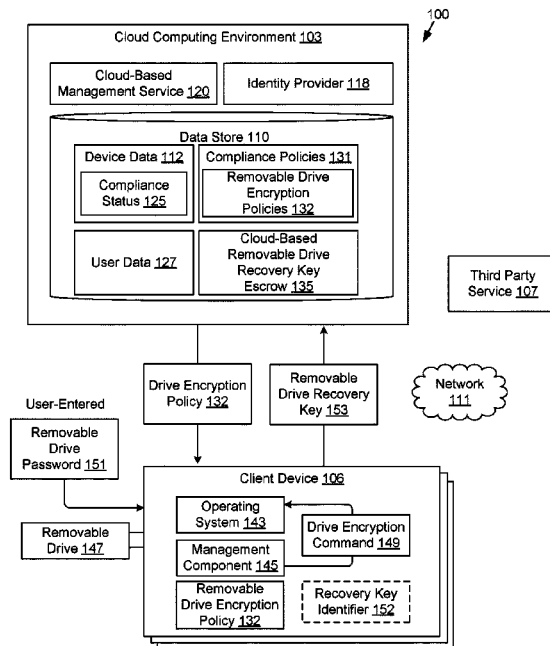 100
Cloud Computing Environment 103
Cloud-Based
Management Service
120
Identity Provider 118
Data Store 110
Device Data 112
Compliance
Status 125
Compliance Policies 131
Removable Drive
Encryption
Policies 132
User Data 127
Cloud-Based
Removable Drive
Recovery Key
Escrow 135
Third Party
Service 107
Drive Encryption
Policy 132
Removable
Drive Recovery
Key 153
Network
111
User-Entered
Removable
Drive
Password 151
Removable
Drive 147
Client Device 106
Operating
System 143
Management
Component 145
Drive Encryption
Command 149
Removable
Drive Encryption
Policy 132
Recovery Key
Identifier 152